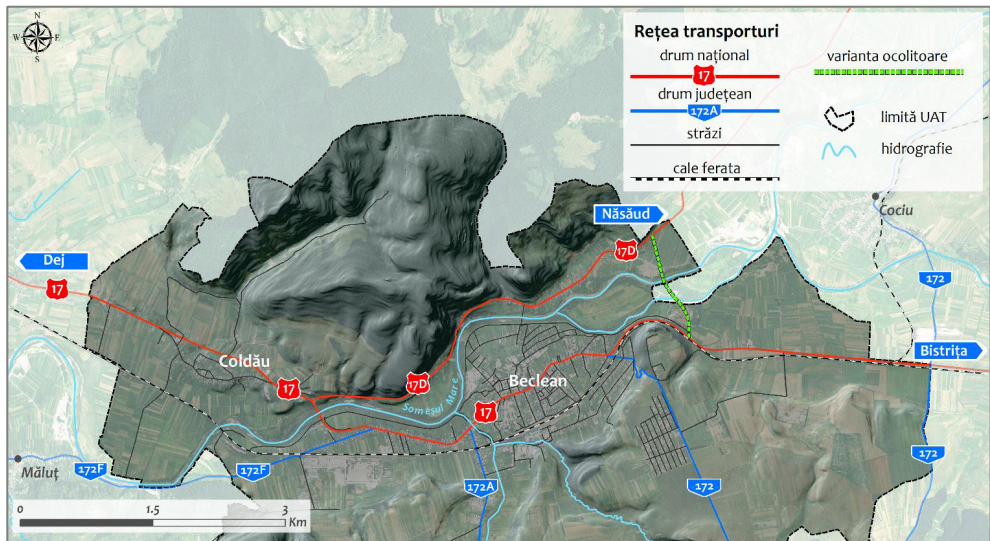 N
W E
S
Rețea transporturi
drum național
17
drum județean
172A
străzi
cale ferata
varianta ocolitoare
limită UAT
hidrografie
Cociu
Năsăud
17D
Dej
17
172
Bistrița
Coldău
17
17D
Beclean
Someșul Mare
17
Măluț
172F
172F
172A
172
172
0 1,5 3
Km